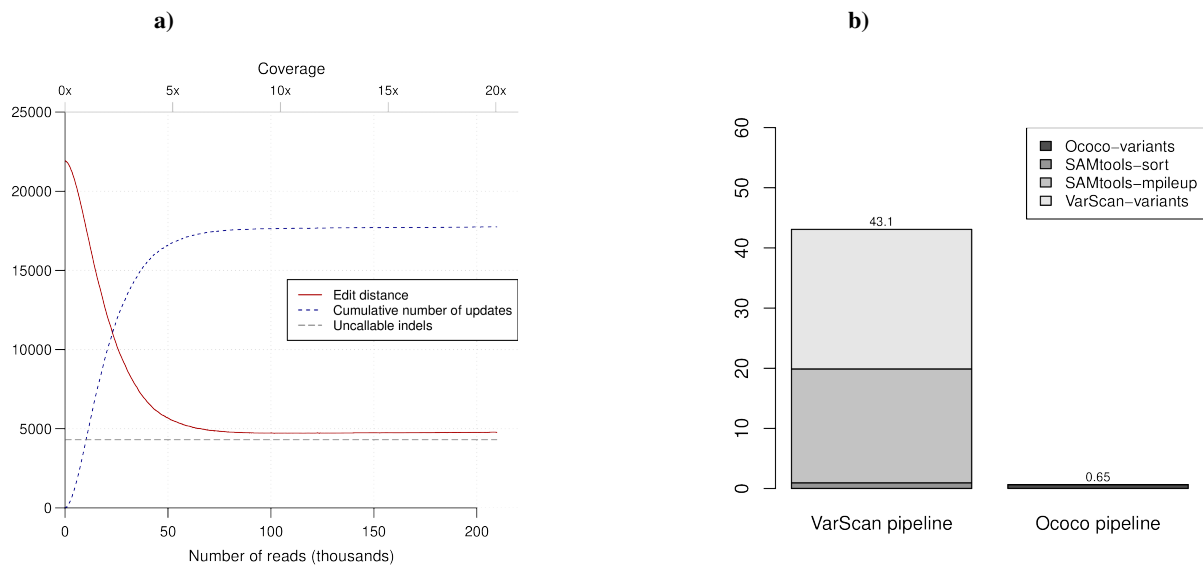 a)
Coverage
0x 5x 10x 15x 20x
25000
20000
15000
10000
5000
0
Edit distance
Cumulative number of updates
Uncallable indels
0 50 100 150 200
Number of reads (thousands)
b)
60
50
40
30
20
10
0
Ococo−variants
SAMtools−sort
SAMtools−mpileup
VarScan−variants
43.1
0.65
VarScan pipeline
Ococo pipeline